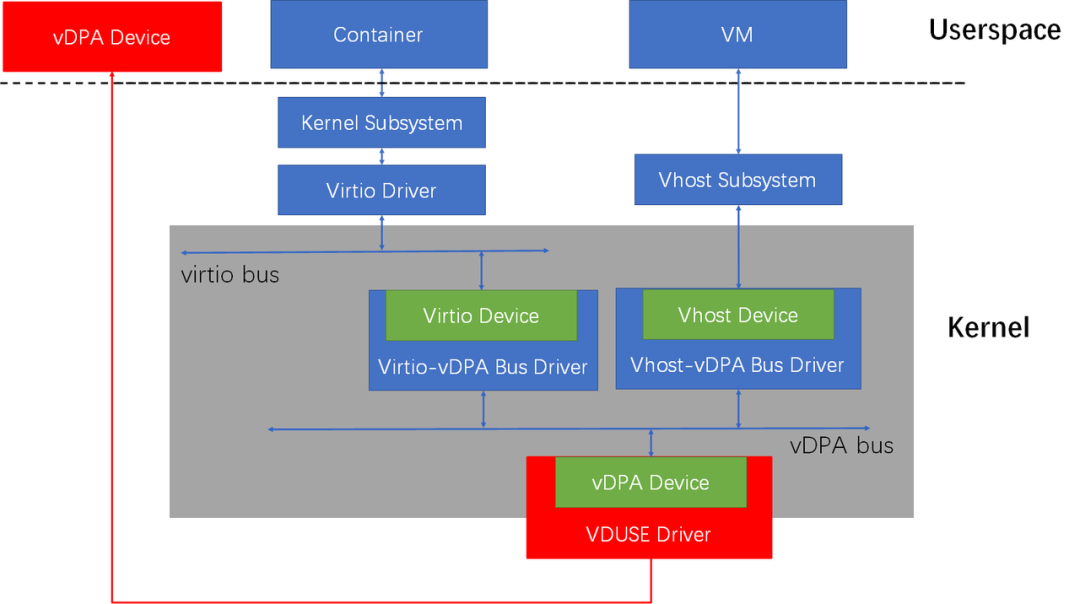 vDPA Device
Container
VM
Userspace
Kernel Subsystem
Virtio Driver
Vhost Subsystem
virtio bus
Virtio Device
Vhost Device
Kernel
Virtio-vDPA Bus Driver
Vhost-vDPA Bus Driver
vDPA bus
vDPA Device
VDUSE Driver